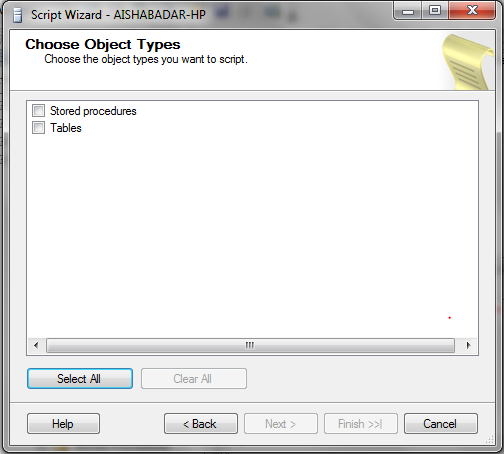 Script Wizard - AISHABADAR-HP
Choose Object Types
Choose the object types you want to script.
Stored procedures
Tables
Select All
Clear All
Help
< Back
Next >
Finish >>|
Cancel